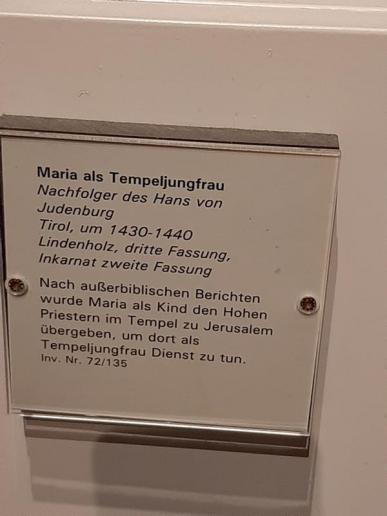 Maria als Tempeljungfrau
Nachfolger des Hans von
Judenburg
Tirol, um 1430-1440
Lindenholz, dritte Fassung,
Inkarnat zweite Fassung
Nach außerbiblischen Berichten
wurde Maria als Kind den Hohen
Priestern im Tempel zu Jerusalem
übergeben, um dort als
Tempeljungfrau Dienst zu tun.
Inv. Nr. 72/135